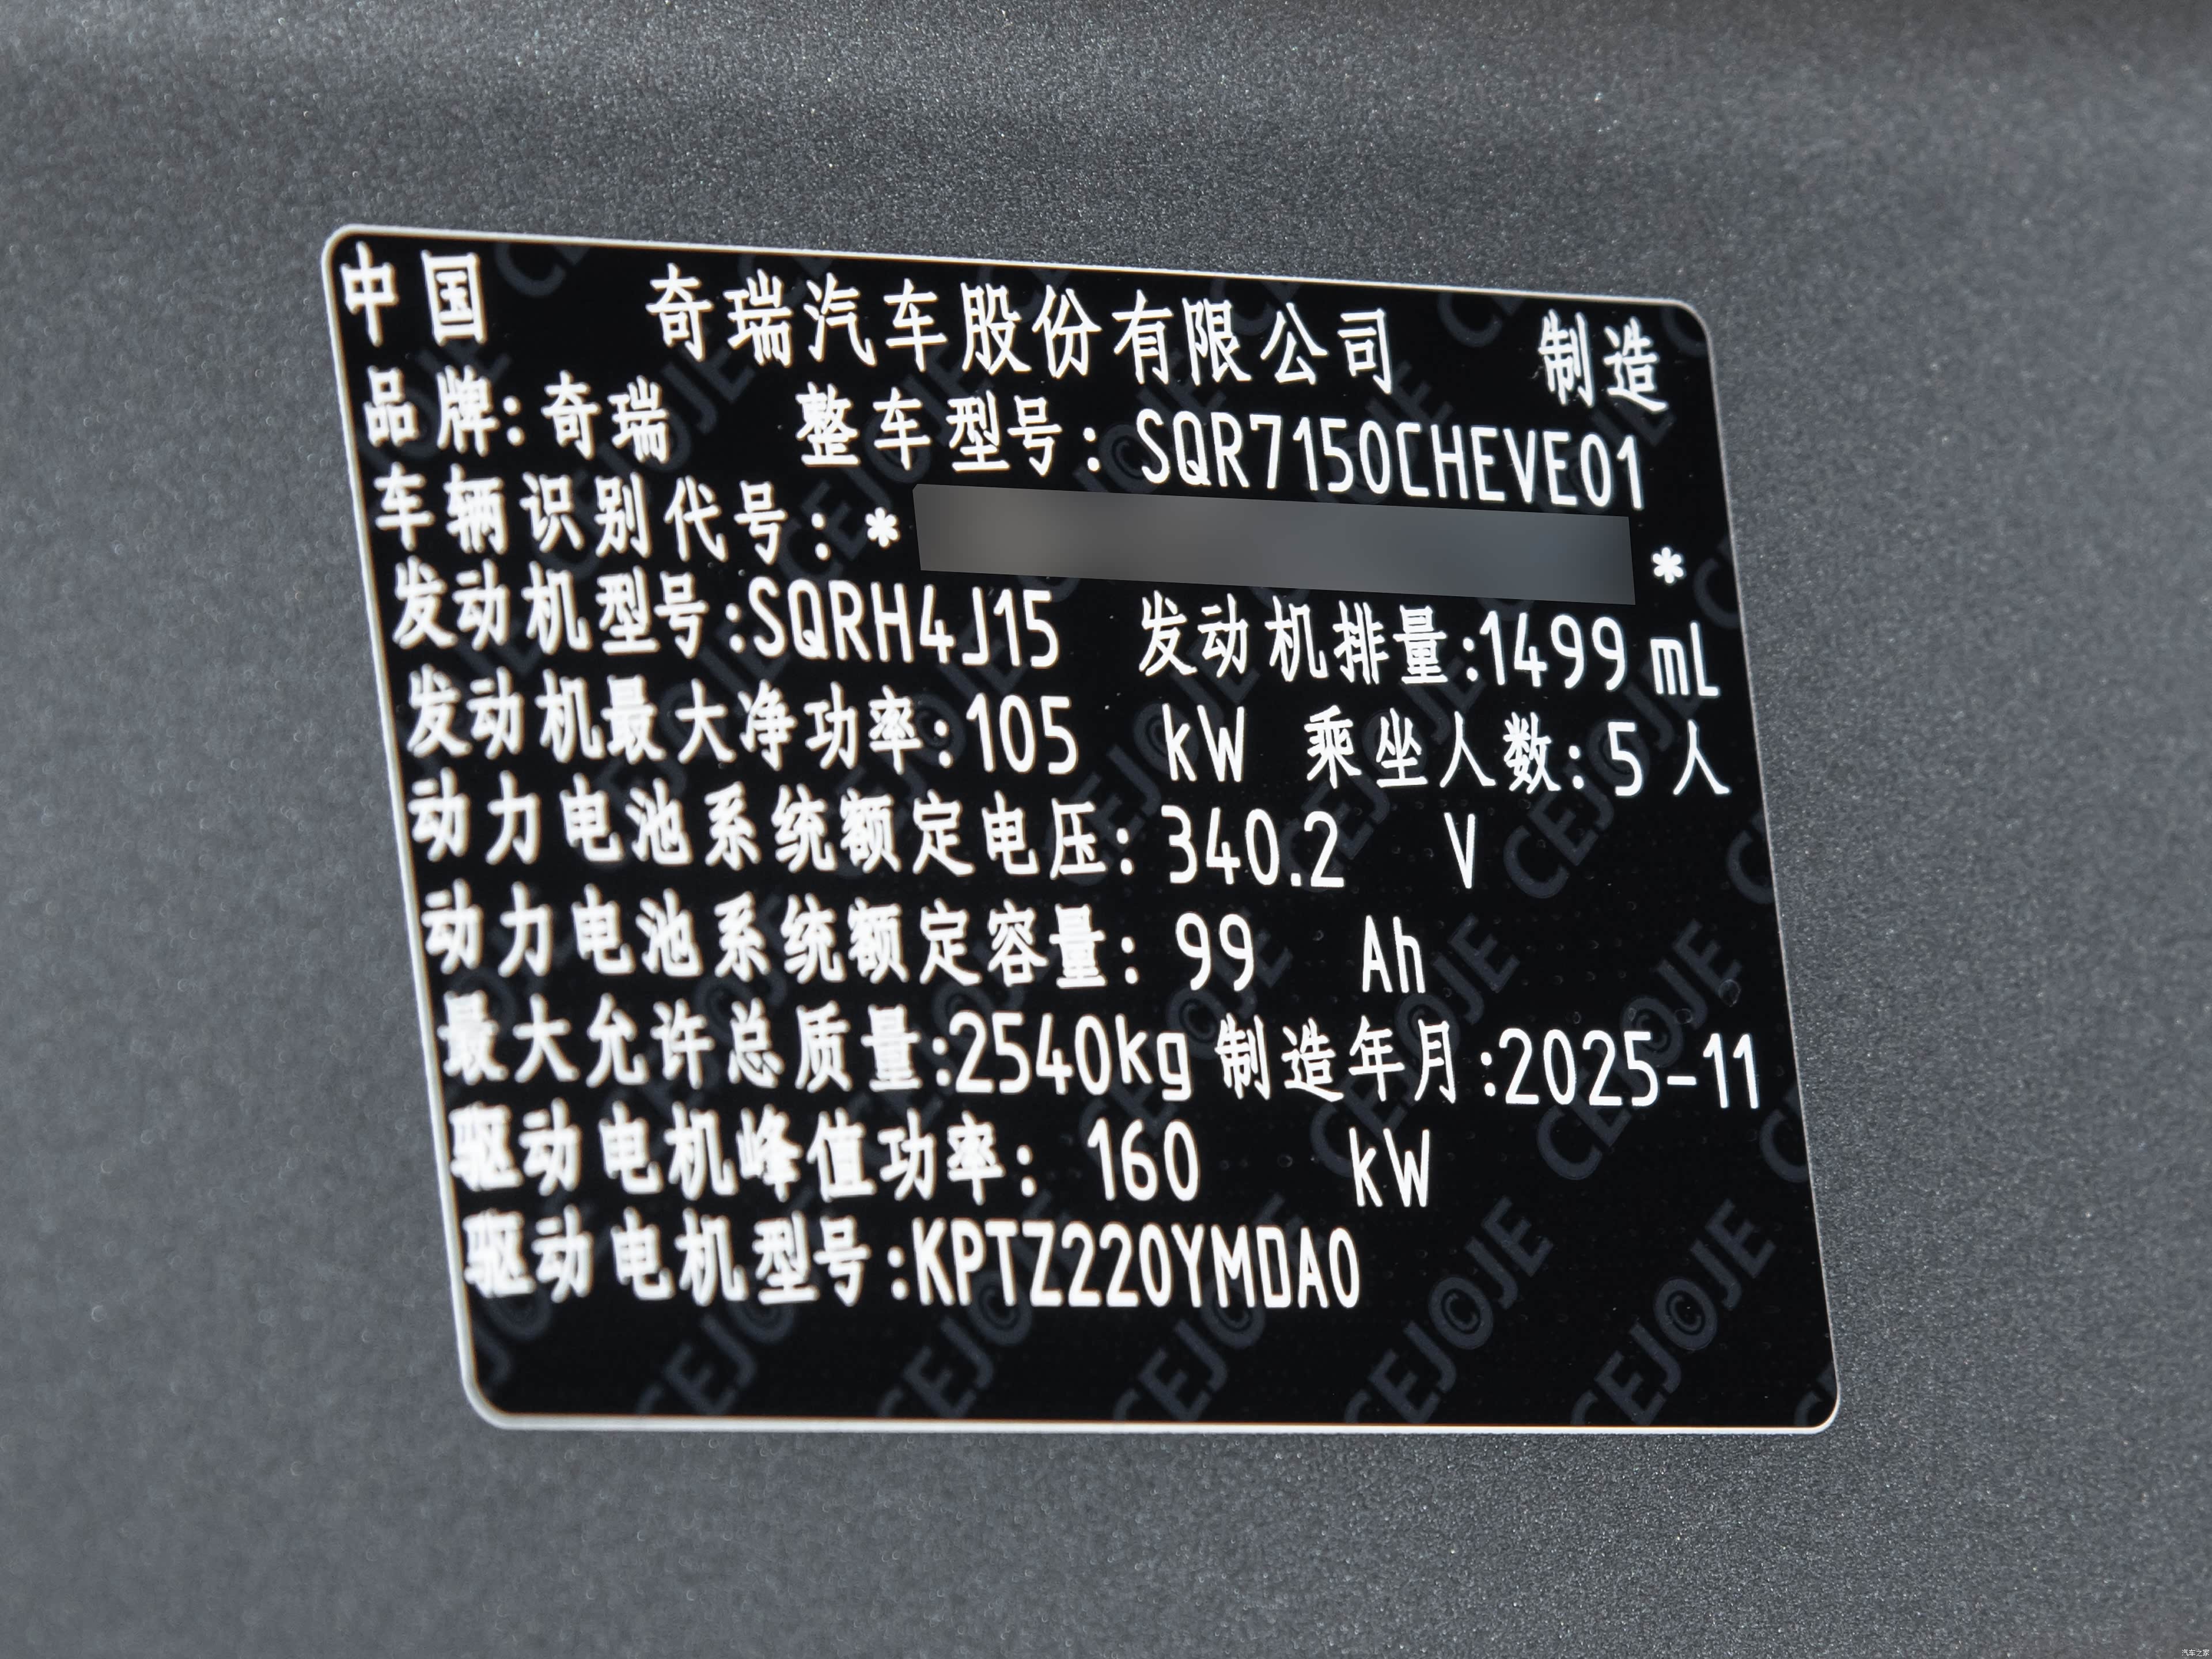 中国 奇瑞汽车股份有限公司 制造
品牌:奇瑞 整车型号:SQR7150CHEVE01
车辆识别代号:* *
发动机型号:SQRH4J15 发动机排量:1499 mL
发动机最大净功率:105 kW 乘坐人数:5 人
动力电池系统额定电压:340.2 V
动力电池系统额定容量:99 Ah
最大允许总质量:2540kg 制造年月:2025-11
驱动电机峰值功率:160 kW
驱动电机型号:KPTZ220YMDA0
CEJOJE
汽车之家